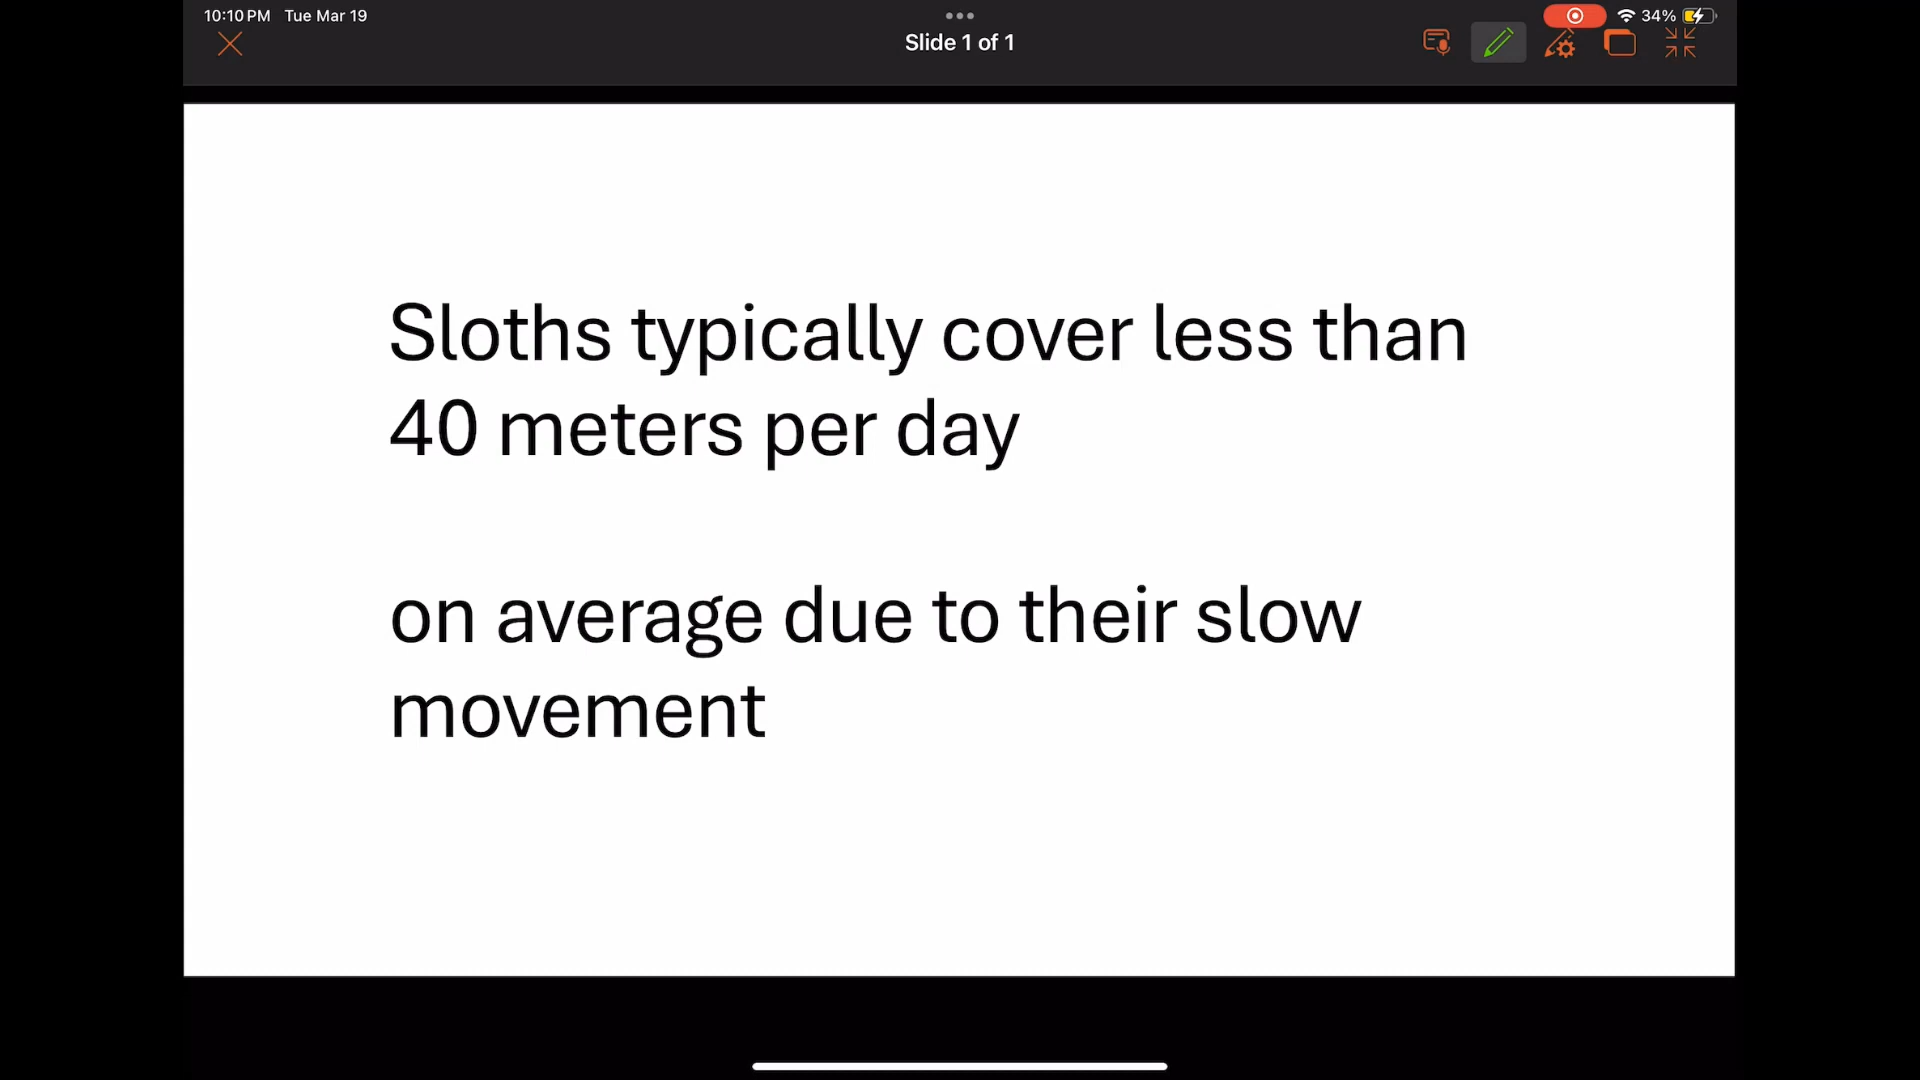 10:10 PM Tue Mar 19
34%
Slide 1 of 1
Sloths typically cover less than
40 meters per day
on average due to their slow
movement